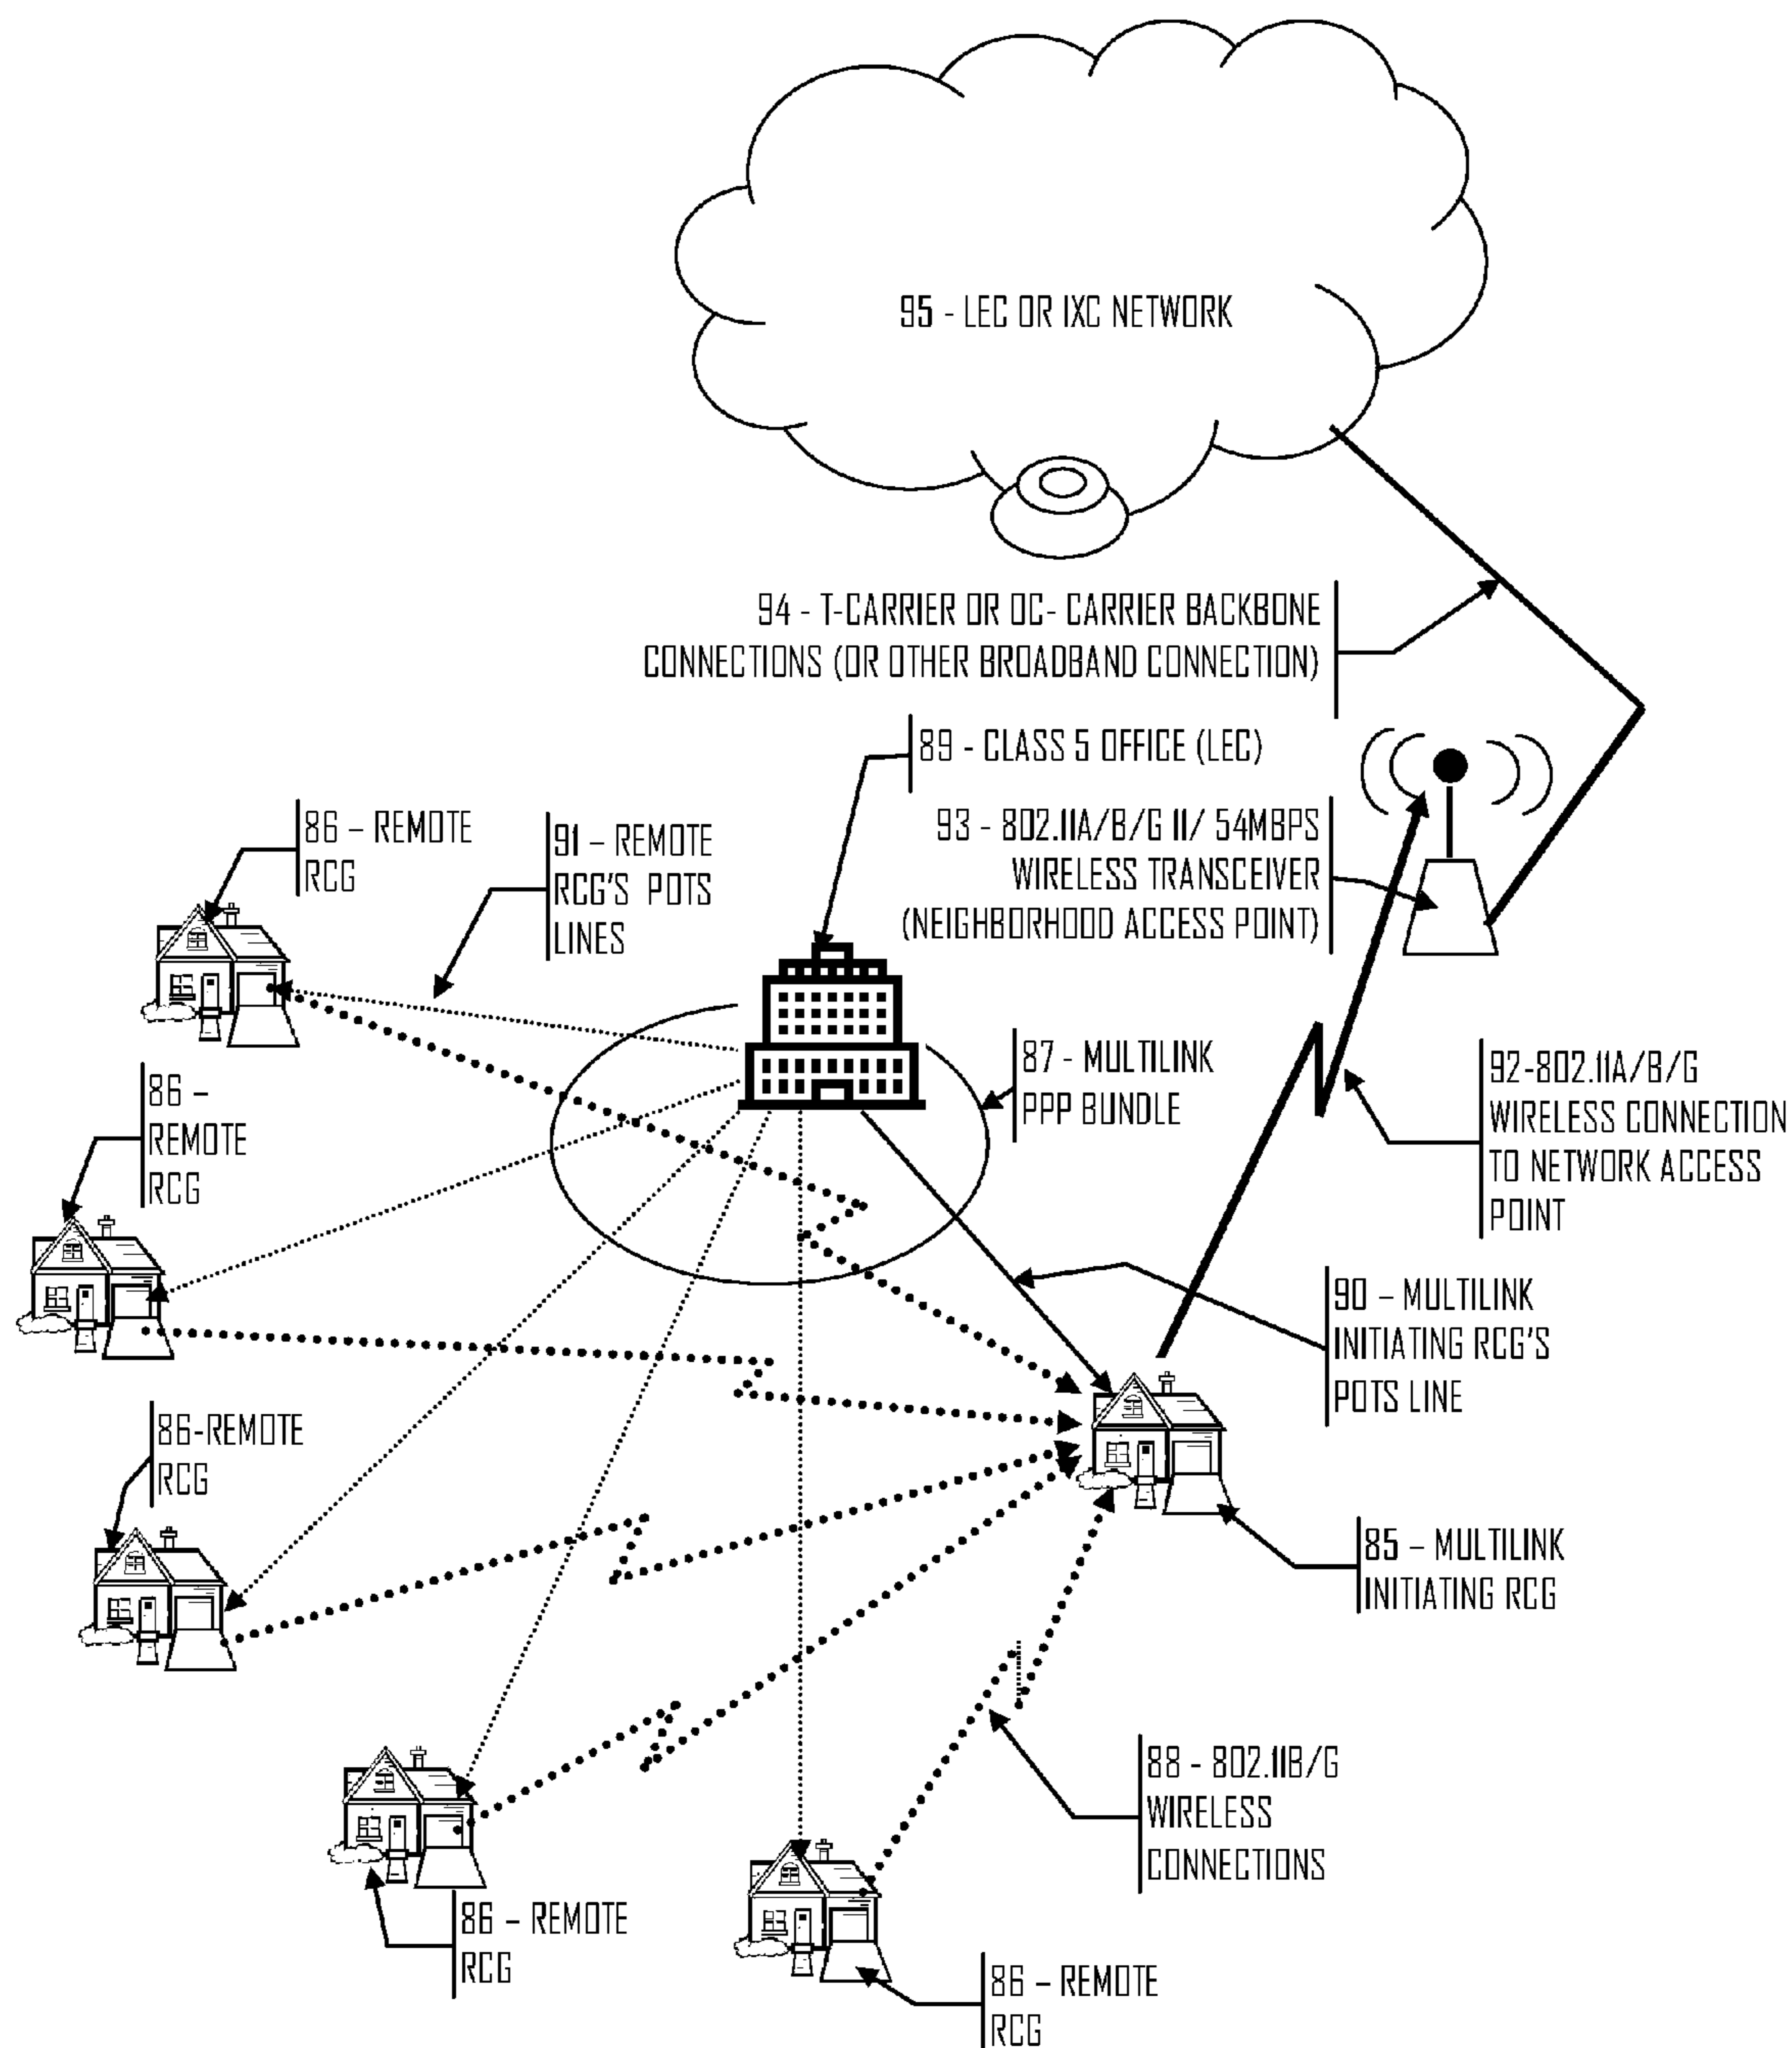 95 - LEC OR IXC NETWORK
94 - T-CARRIER OR OC- CARRIER BACKBONE
CONNECTIONS (OR OTHER BROADBAND CONNECTION)
89 - CLASS 5 OFFICE (LEC)
93 - 802.11A/B/G 11/ 54MBPS
WIRELESS TRANSCEIVER
(NEIGHBORHOOD ACCESS POINT)
86 – REMOTE
RCG
91 – REMOTE
RCG'S POTS
LINES
87 - MULTILINK
PPP BUNDLE
92-802.11A/B/G
WIRELESS CONNECTION
TO NETWORK ACCESS
POINT
86 –
REMOTE
RCG
90 – MULTILINK
INITIATING RCG'S
POTS LINE
86-REMOTE
RCG
85 – MULTILINK
INITIATING RCG
88 - 802.11B/G
WIRELESS
CONNECTIONS
86 – REMOTE
RCG
86 – REMOTE
RCG